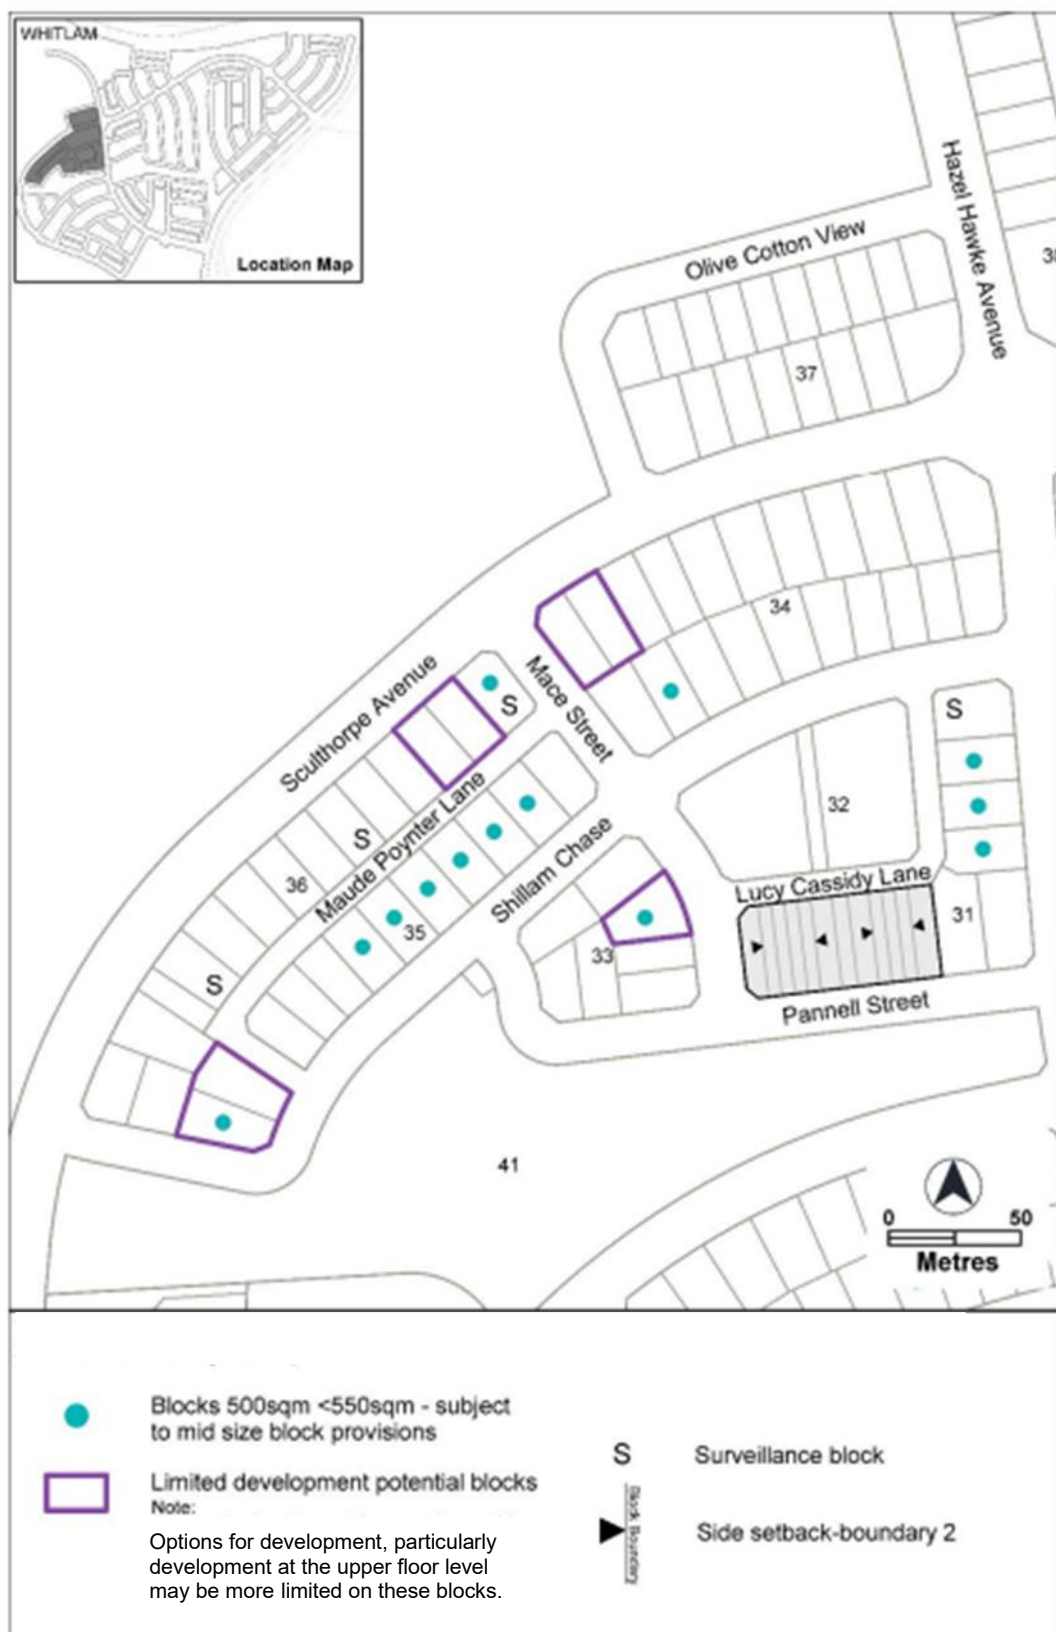 WHITLAM
Location Map
Hazel Hawke Avenue
Olive Cotton View
37
34
Mace Street
Sculthorpe Avenue
S
Maude Poynter Lane
S
36
32
S
Shillam Chase
Lucy Cassidy Lane
35
31
33
S
Pannell Street
41
0 50
Metres
Blocks 500sqm <550sqm - subject
to mid size block provisions
Limited development potential blocks
Note:
Options for development, particularly
development at the upper floor level
may be more limited on these blocks.
S Surveillance block
Block Boundary
Side setback-boundary 2